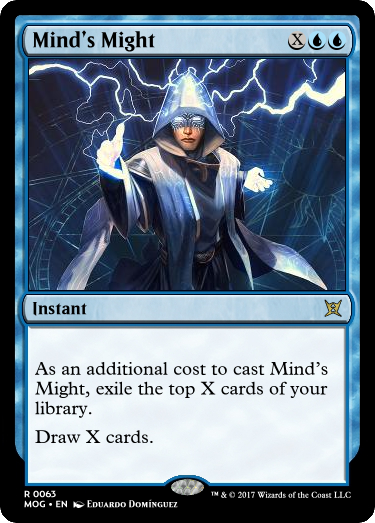 Mind's Might X
Instant
As an additional cost to cast Mind's
Might, exile the top X cards of your
library.
Draw X cards.
R 0063
MOG • EN Eduardo Domínguez ™ & © 2017 Wizards of the Coast LLC